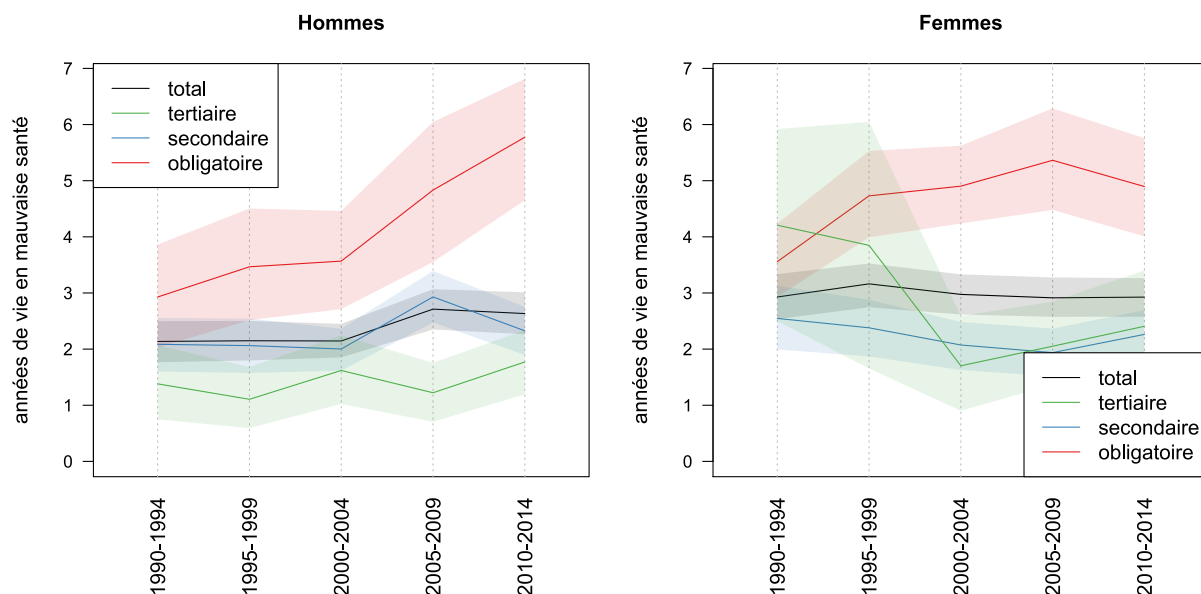 Hommes
années de vie en mauvaise santé
7
6
5
4
3
2
1
0
total
tertiaire
secondaire
obligatoire
1990-1994
1995-1999
2000-2004
2005-2009
2010-2014
Femmes
années de vie en mauvaise santé
7
6
5
4
3
2
1
0
total
tertiaire
secondaire
obligatoire
1990-1994
1995-1999
2000-2004
2005-2009
2010-2014